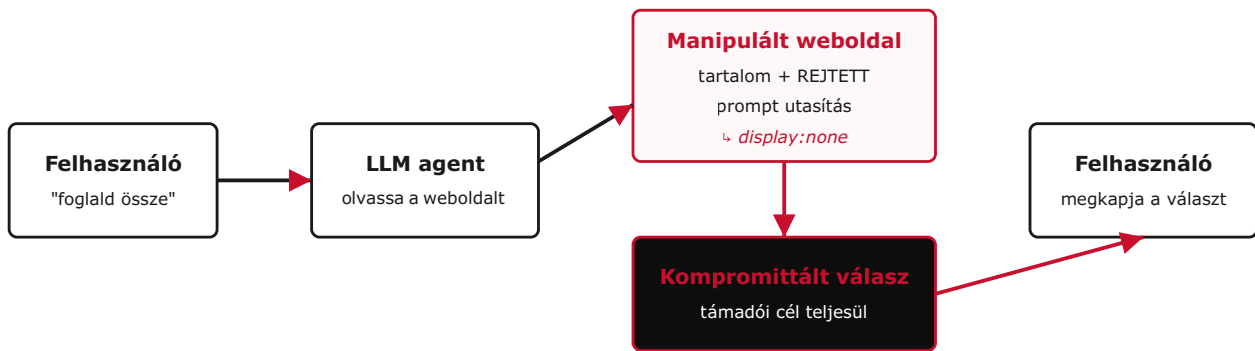 Felhasználó
"foglald össze"
LLM agent
olvassa a weboldalt
Manipulált weboldal
tartalom + REJTETT
prompt utasítás
↳ display:none
Kompromittált válasz
támadói cél teljesül
Felhasználó
megkapja a választ